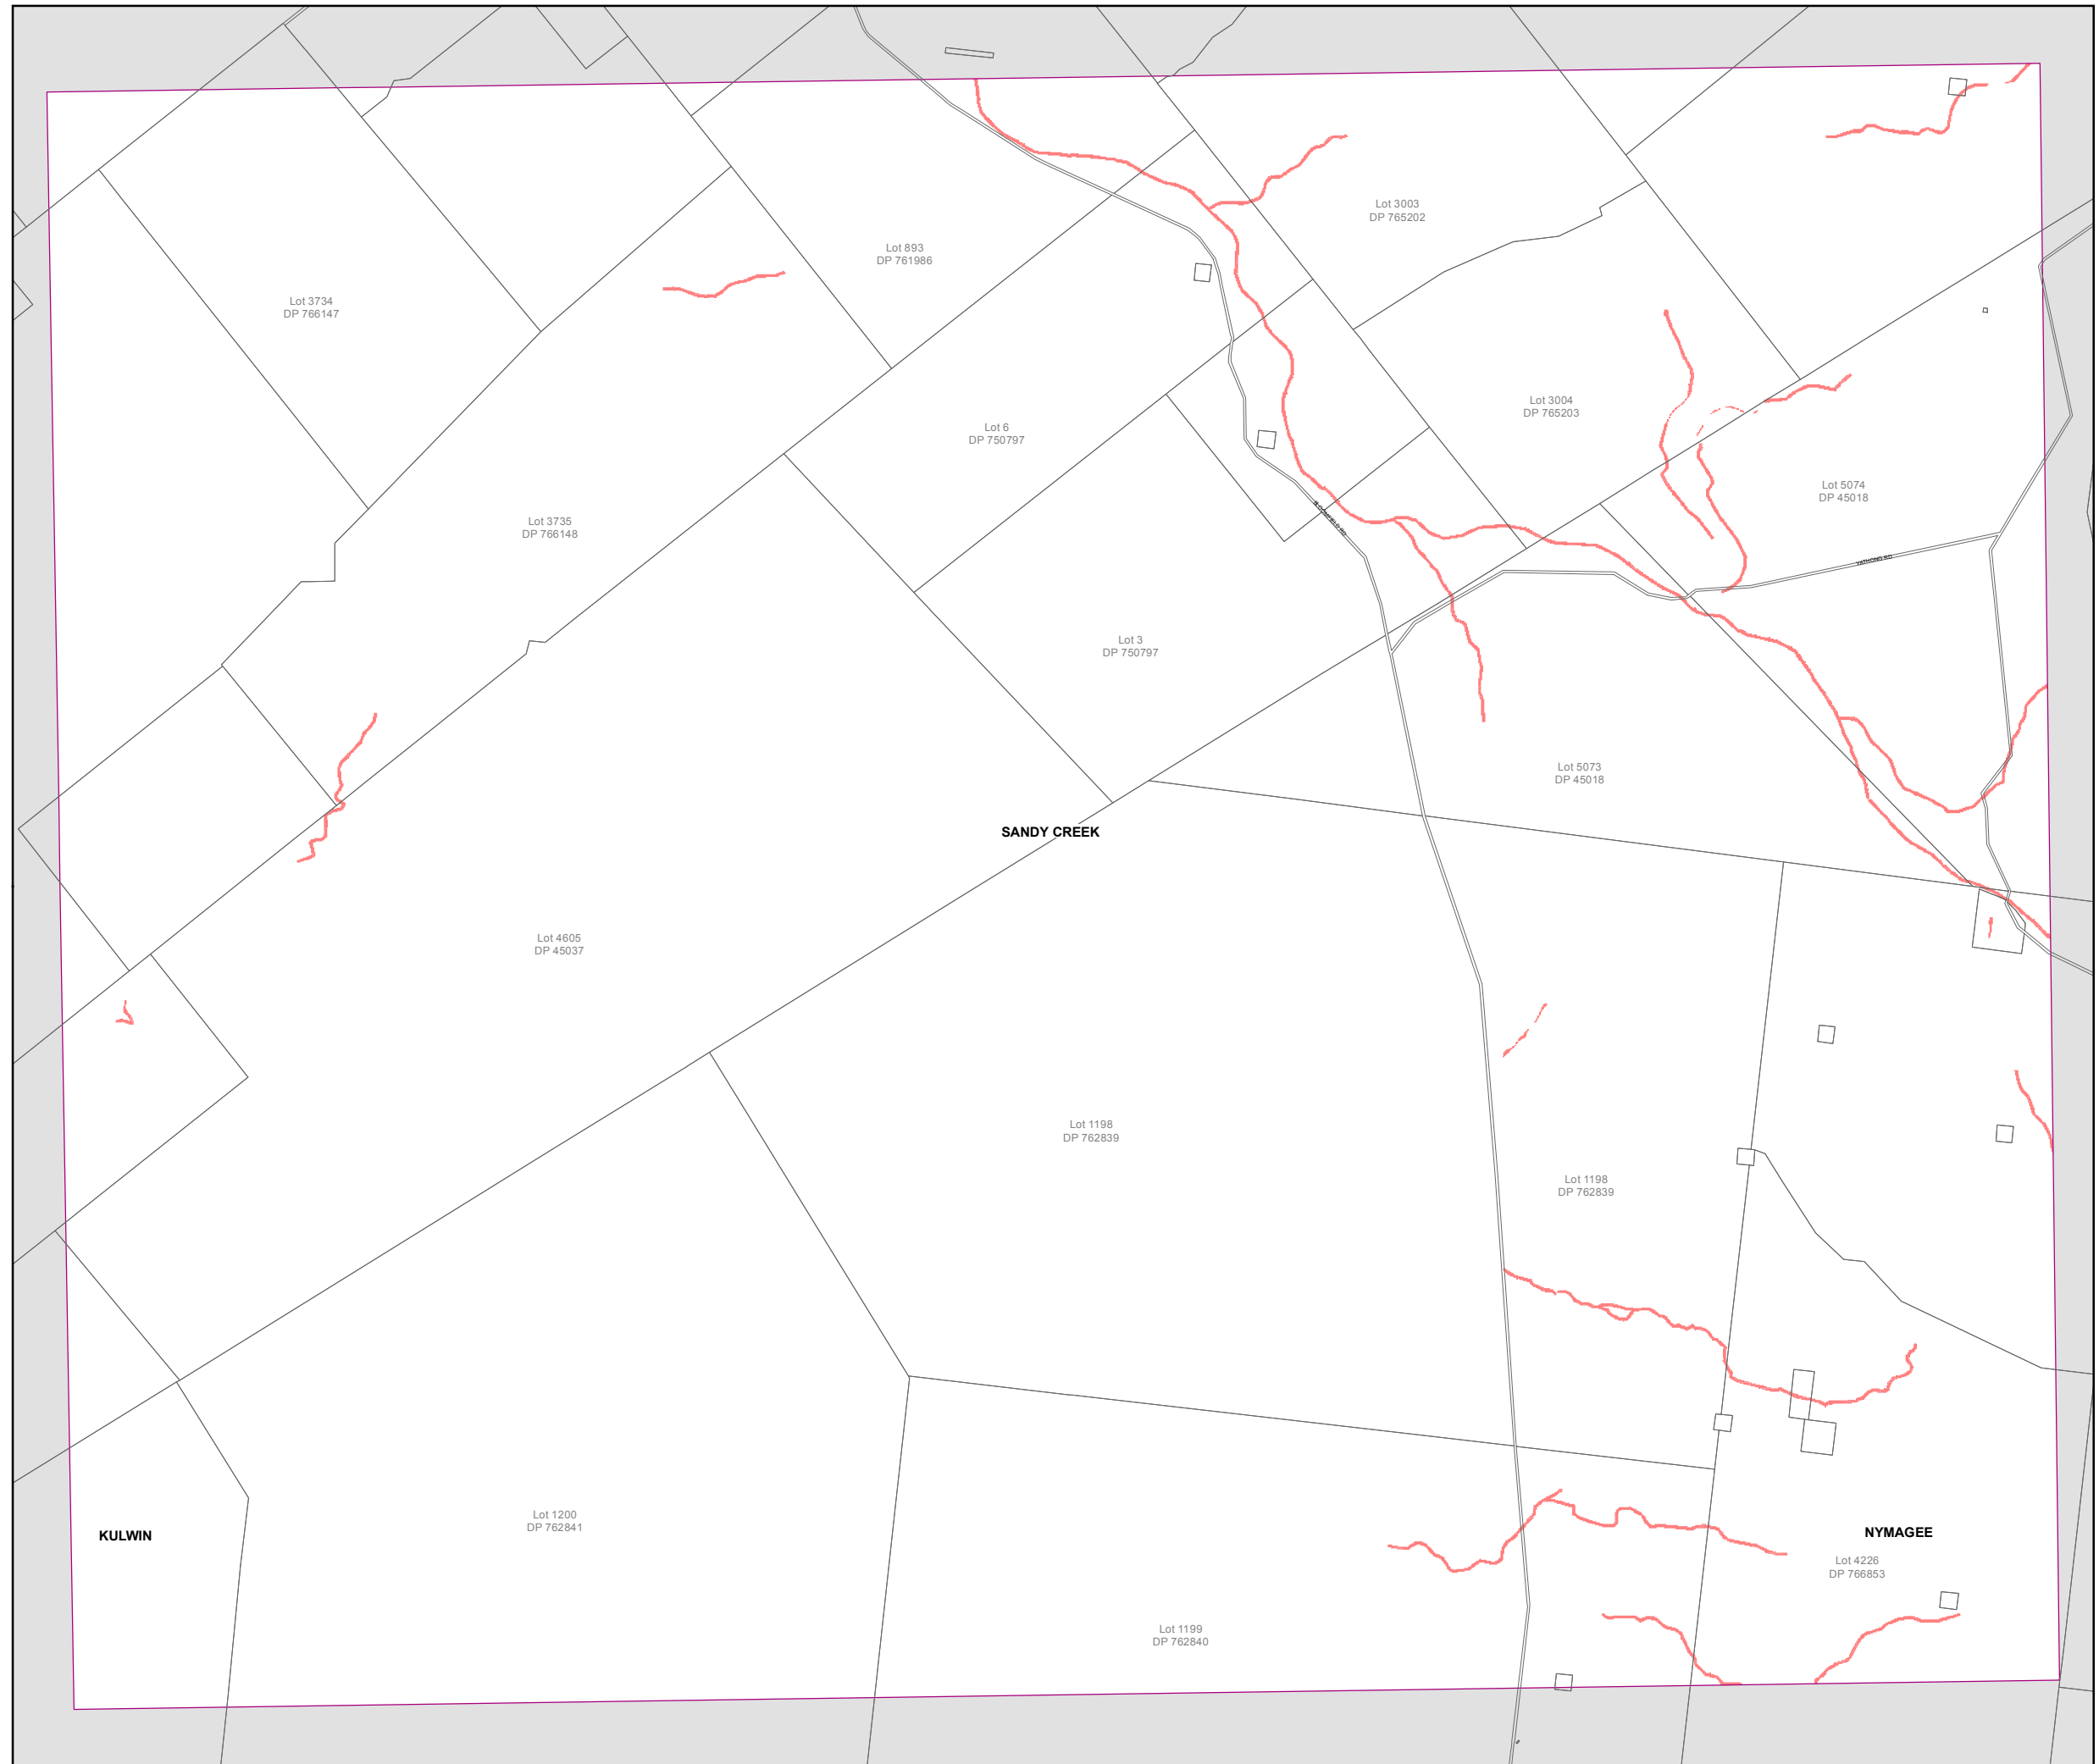 Lot 3003
DP 765202
Lot 893
DP 761986
Lot 3734
DP 766147
Lot 3004
DP 765203
Lot 6
DP 750797
Lot 5074
DP 45018
Lot 3735
DP 766148
YATHONG RD
Lot 3
DP 750797
Lot 5073
DP 45018
SANDY CREEK
Lot 4605
DP 45037
Lot 1198
DP 762839
Lot 1198
DP 762839
Lot 1200
DP 762841
KULWIN
NYMAGEE
Lot 4226
DP 766853
Lot 1199
DP 762840